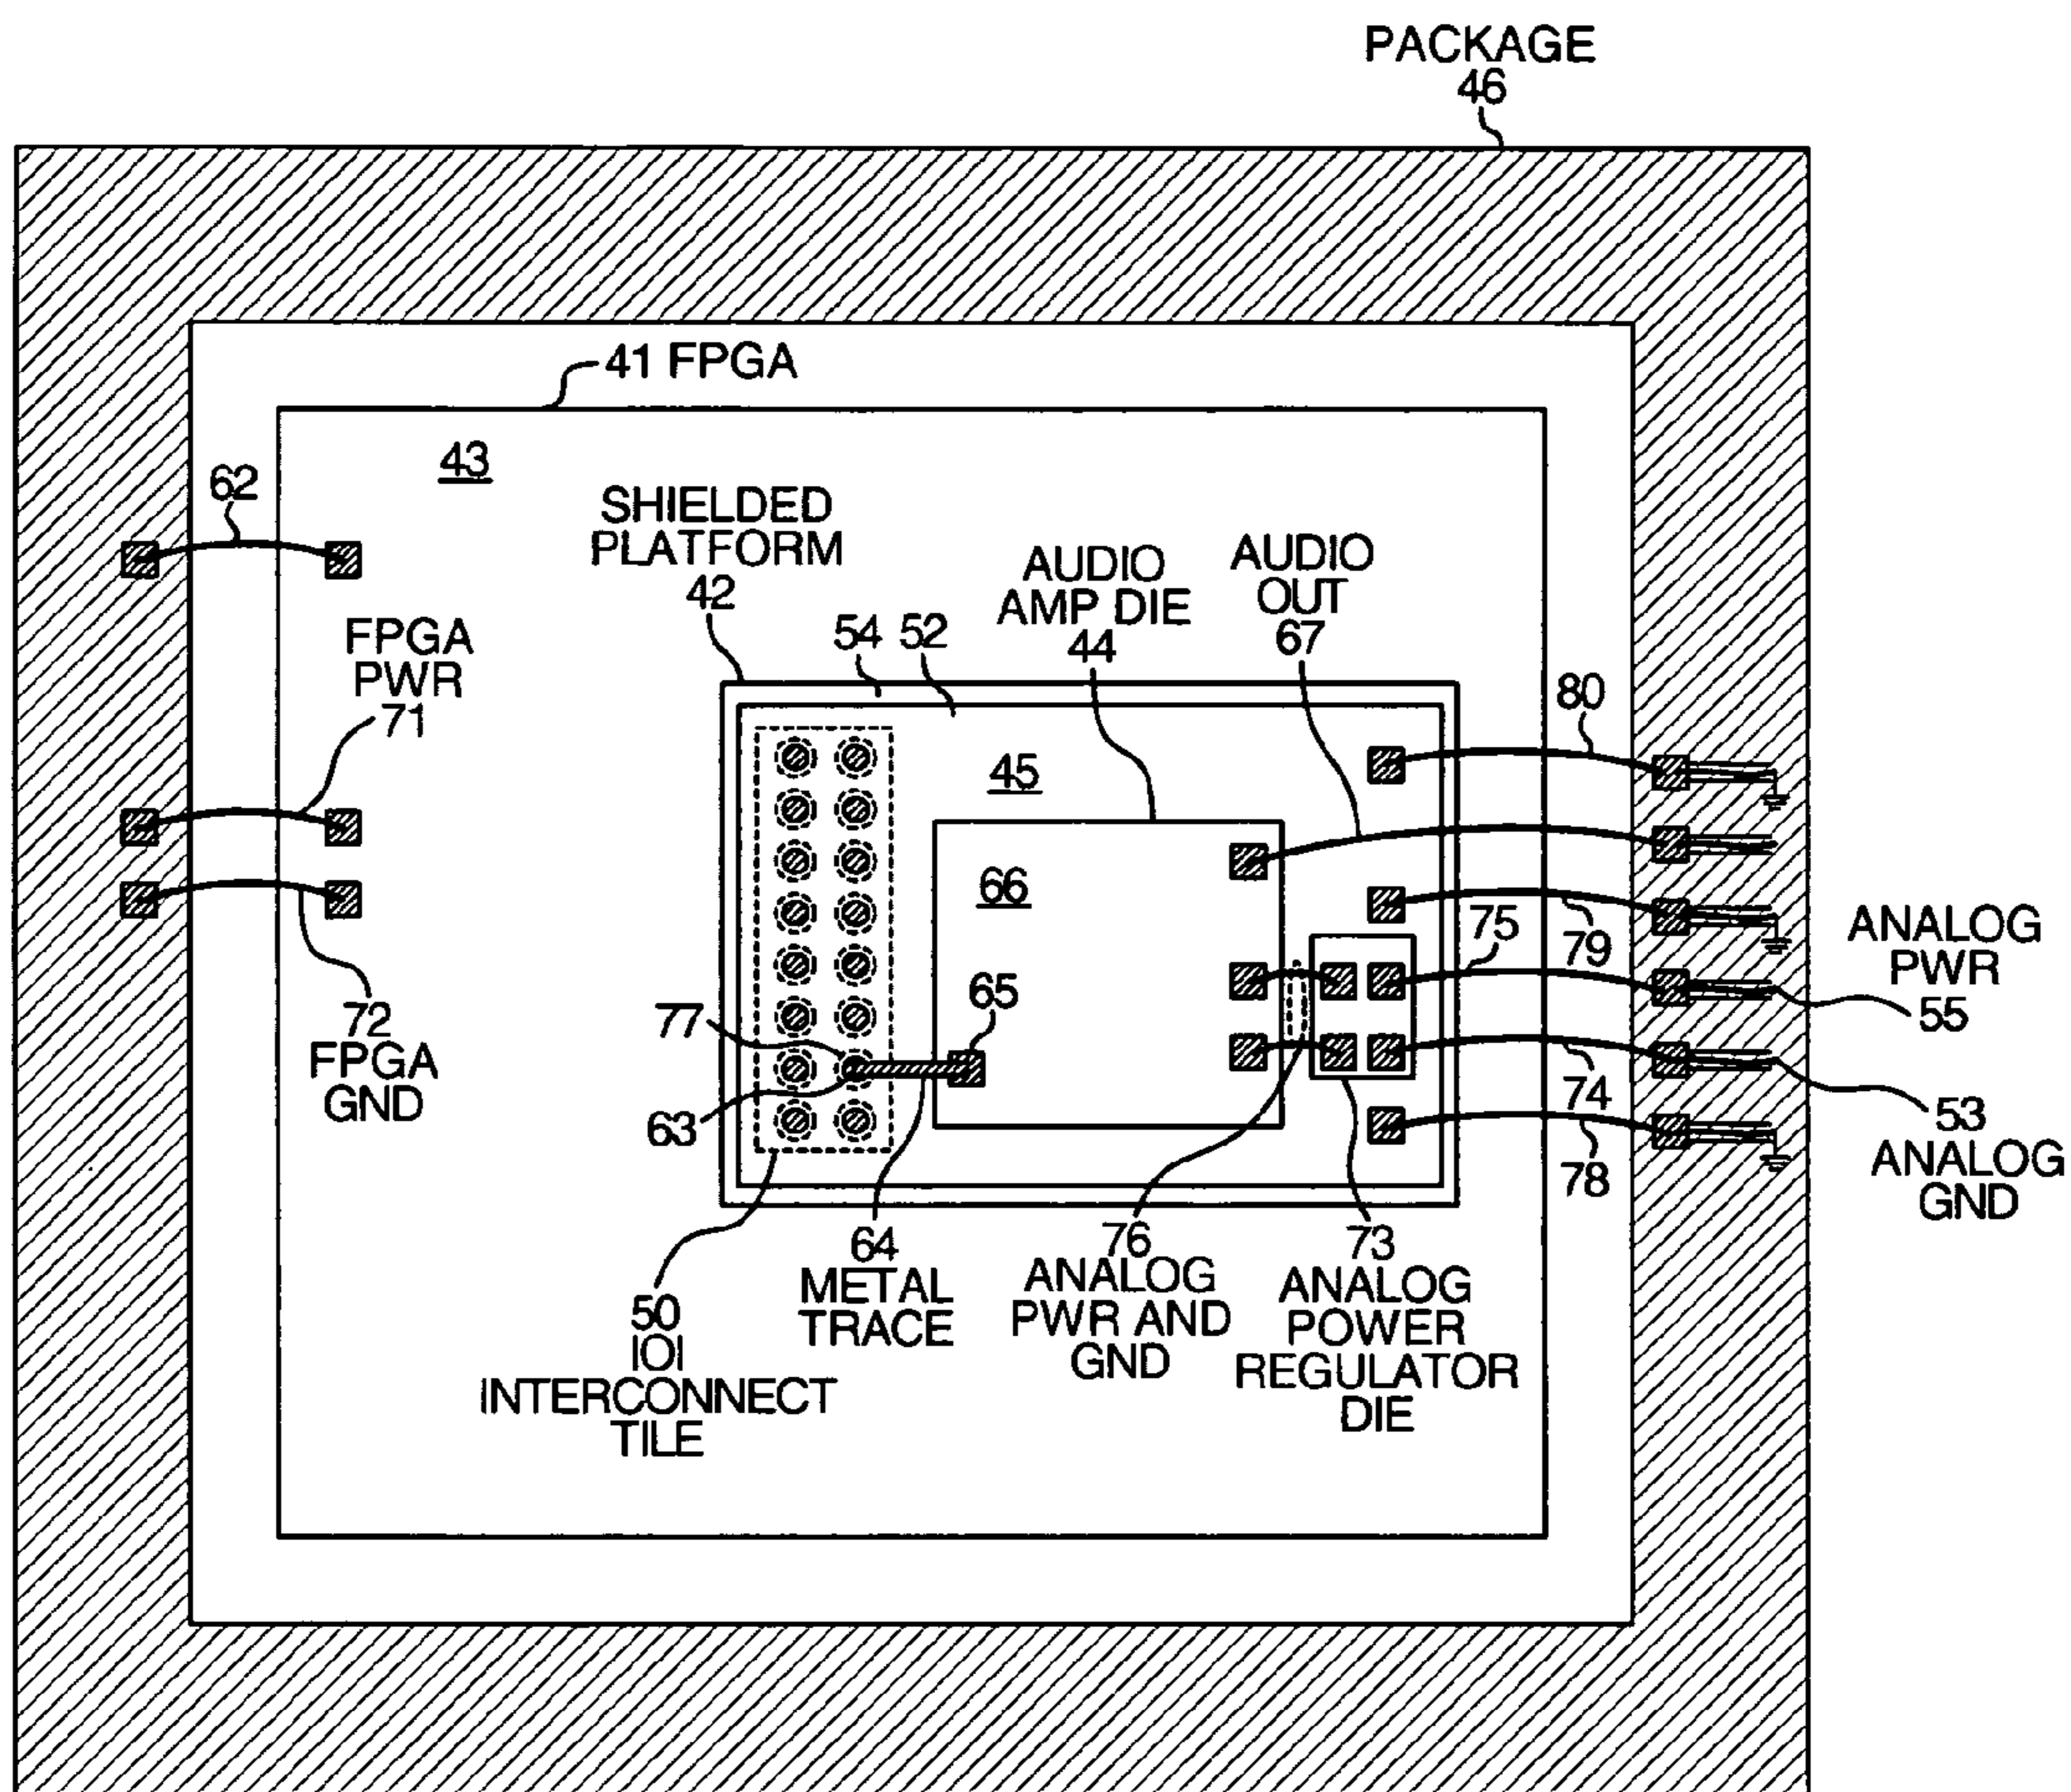 PACKAGE
46
41 FPGA
43
62
SHIELDED
PLATFORM
42
AUDIO
AMP DIE
44
AUDIO
OUT
67
54
52
FPGA
PWR
71
80
45
66
75
79
ANALOG
PWR
55
72
FPGA
GND
77
65
63
74
53
ANALOG
GND
78
64
METAL
TRACE
76
ANALOG
PWR AND
GND
73
ANALOG
POWER
REGULATOR
DIE
50
IOI
INTERCONNECT
TILE